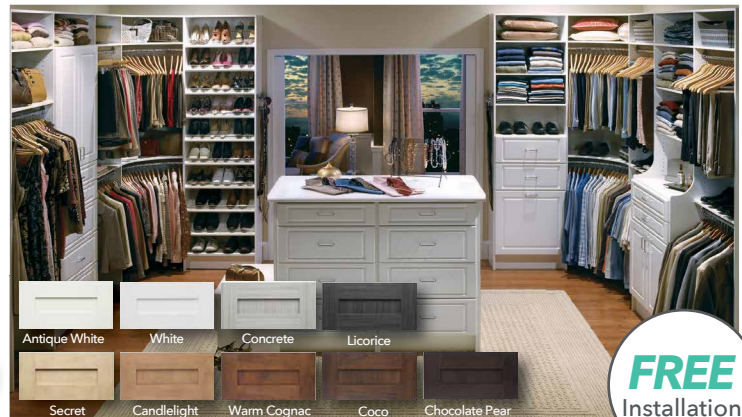 Antique White White Concrete Licorice
Secret Candlelight Warm Cognac Coco Chocolate Pear
FREE
Installation